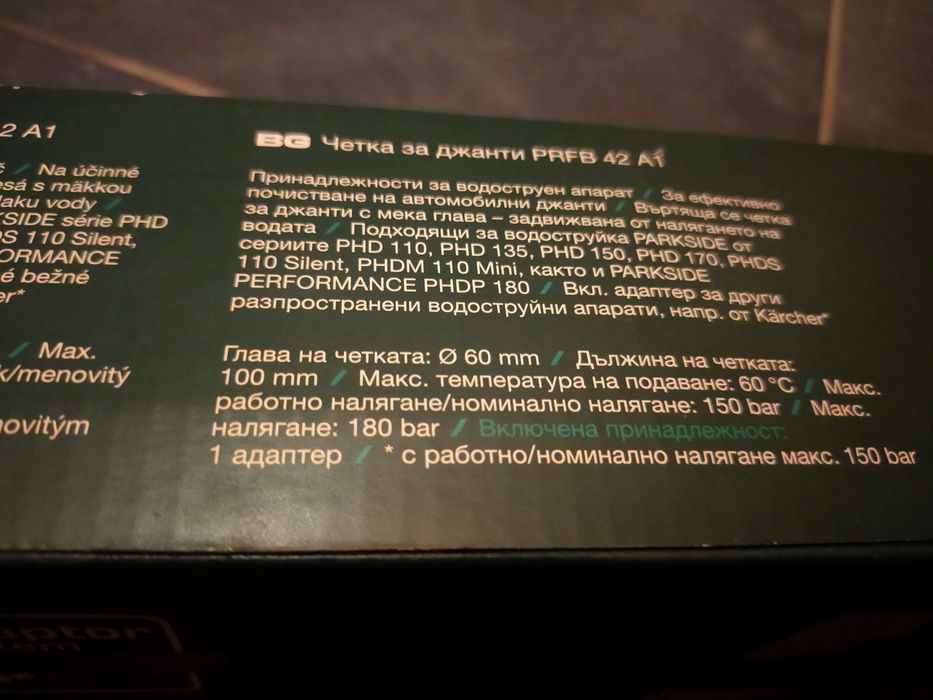 2 A1
Na účinné
esá s mäkkou
laku vody /
KSIDE série PHD
DS 110 Silent,
ORMANCE
é bežné
er*
/ Max.
k/menovitý
novitým
BG Четка за джанти PRFB 42 A1
Принадлежности за водоструен апарат / За ефективно
почистване на автомобилни джанти / Въртяща се четка
за джанти с мека глава – задвижвана от налягането на
водата / Подходящи за водоструйка PARKSIDE от
сериите PHD 110, PHD 135, PHD 150, PHD 170, PHDS
110 Silent, PHDM 110 Mini, както и PARKSIDE
PERFORMANCE PHDP 180 / Вкл. адаптер за други
разпространени водоструйни апарати, напр. от Kärcher*
Глава на четката: Ø 60 mm / Дължина на четката:
100 mm / Макс. температура на подаване: 60 °C / Макс.
работно налягане/номинално налягане: 150 bar / Макс.
налягане: 180 bar / Включена принадлежност:
1 адаптер / * с работно/номинално налягане макс. 150 bar
aptor